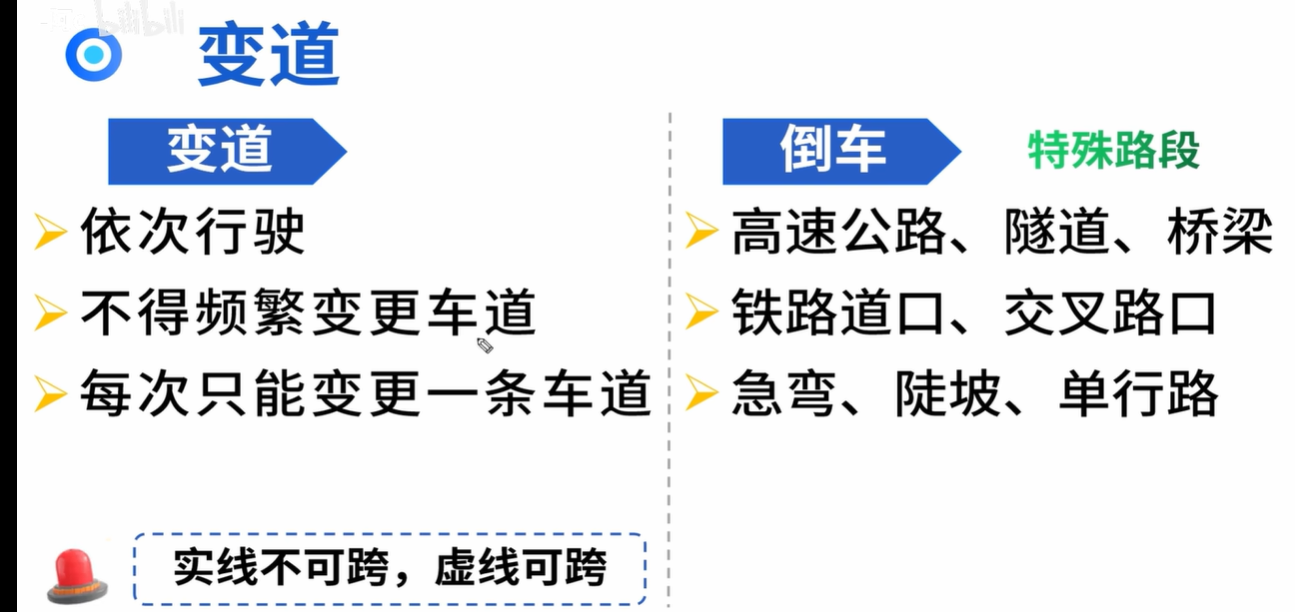 bilibili
变道
变道
依次行驶
不得频繁变更车道
每次只能变更一条车道
实线不可跨，虚线可跨
倒车
特殊路段
高速公路、隧道、桥梁
铁路道口、交叉路口
急弯、陡坡、单行路